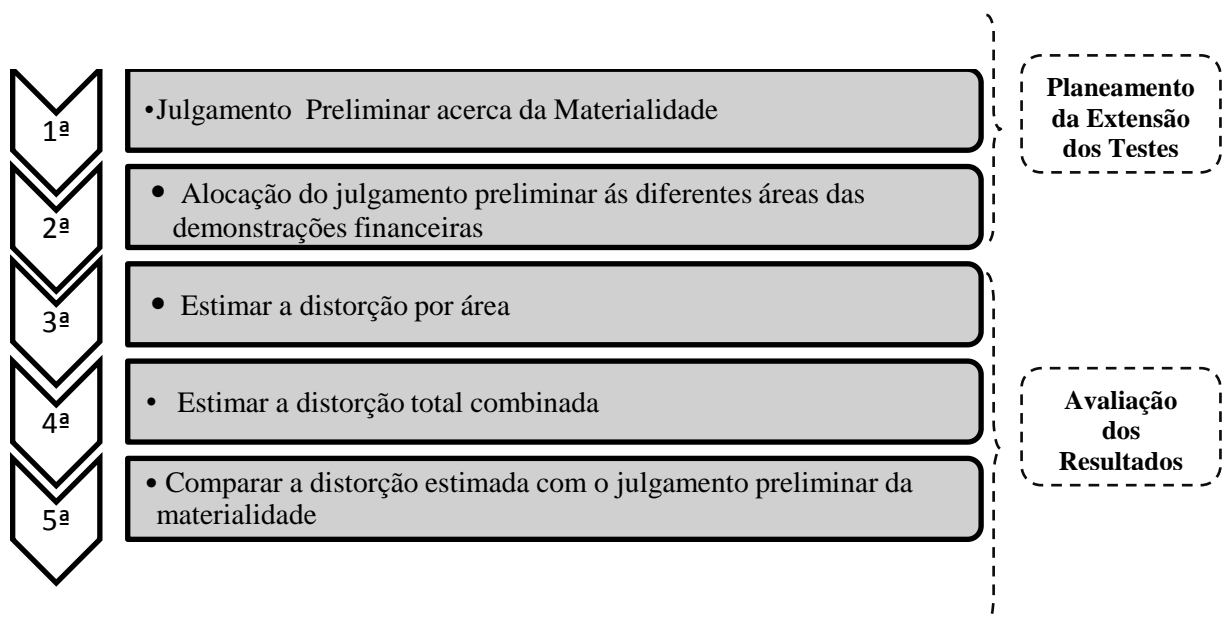 1ª
•Julgamento  Preliminar acerca da Materialidade
2ª
• Alocação do julgamento preliminar ás diferentes áreas das
demonstrações financeiras
Planeamento
da Extensão
dos Testes
3ª
• Estimar a distorção por área
4ª
• Estimar a distorção total combinada
5ª
• Comparar a distorção estimada com o julgamento preliminar da
materialidade
Avaliação
dos
Resultados